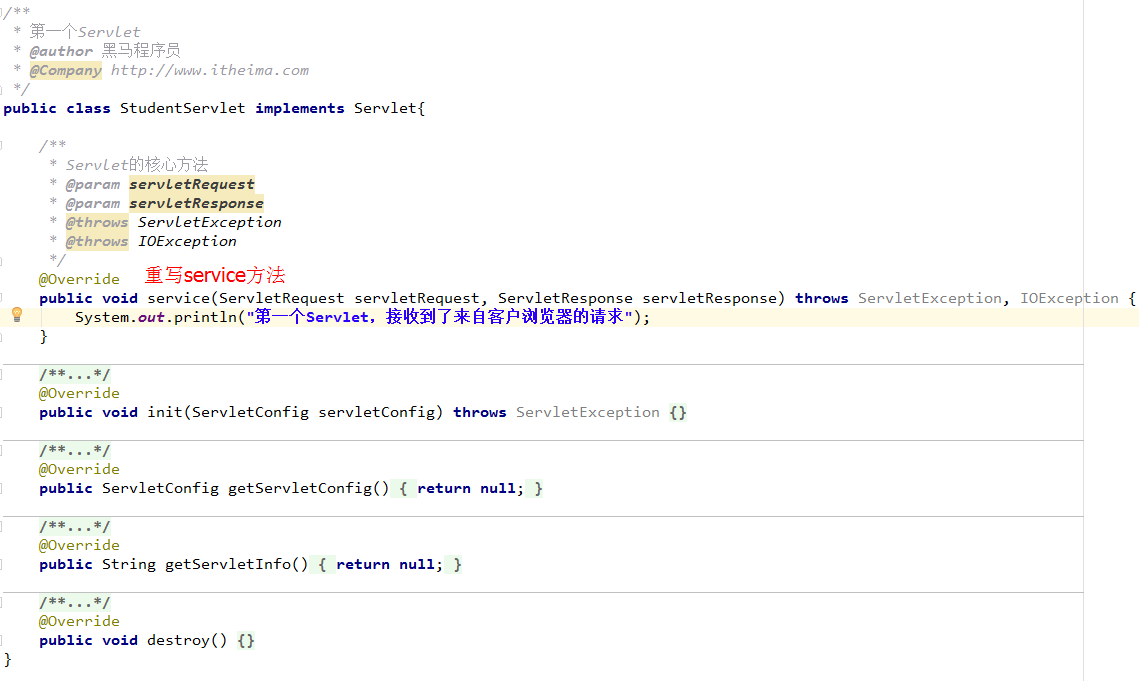 /**
 * 第一个Servlet
 * @author 黑马程序员
 * @Company http://www.itheima.com
 */
public class StudentServlet implements Servlet{
/**
 * Servlet的核心方法
 * @param servletRequest
 * @param servletResponse
 * @throws ServletException
 * @throws IOException
 */
@Override 重写service方法
public void service(ServletRequest servletRequest, ServletResponse servletResponse) throws ServletException, IOException {
System.out.println("第一个Servlet，接收到了来自客户浏览器的请求");
}
/**...*/
@Override
public void init(ServletConfig servletConfig) throws ServletException {}
/**...*/
@Override
public ServletConfig getServletConfig() { return null; }
/**...*/
@Override
public String getServletInfo() { return null; }
/**...*/
@Override
public void destroy() {}
}